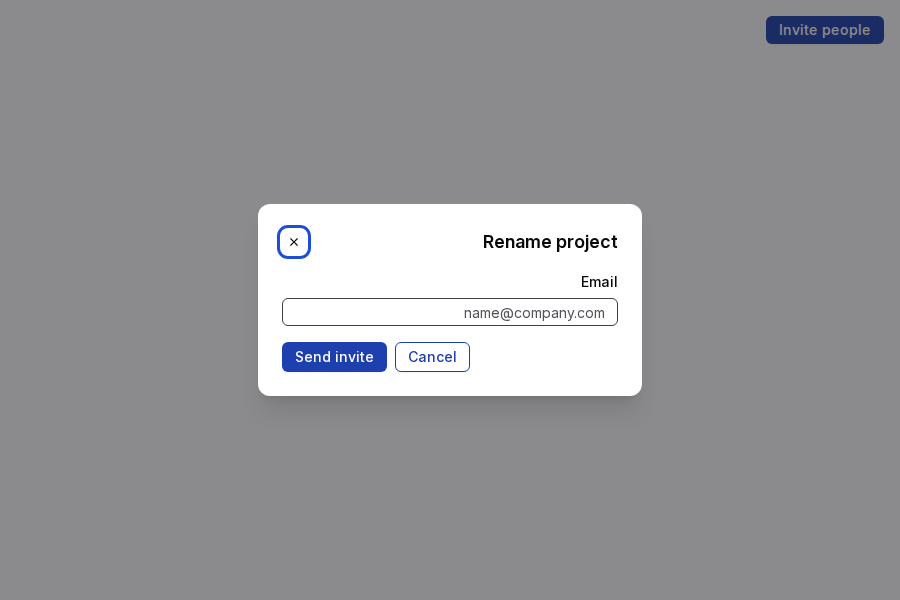 Invite people
Rename project
Email
name@company.com
Send invite
Cancel